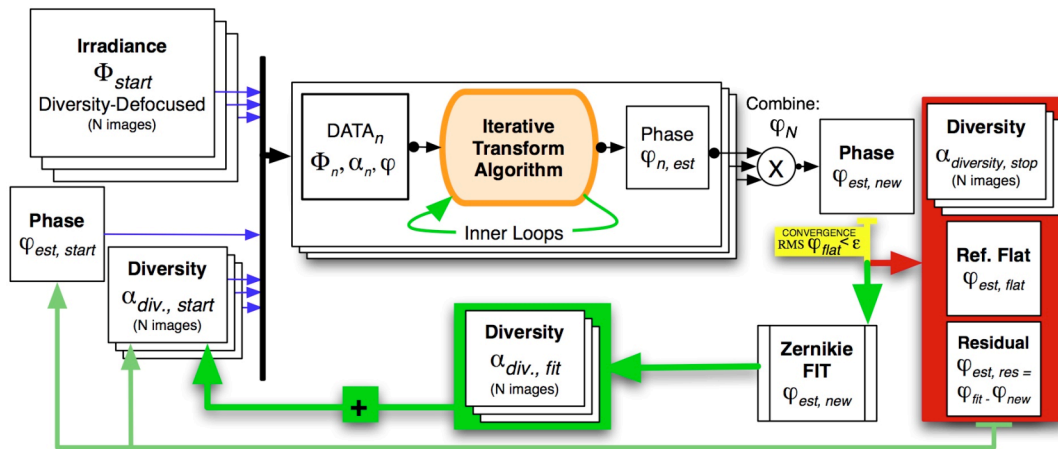 Irradiance
Φstart
Diversity-Defocused
(N images)
Phase
φest, start
Diversity
αdiv., start
(N images)
DATAn
Φn, αn, φ
Iterative
Transform
Algorithm
Inner Loops
Phase
φn, est
Combine:
φN
X
Phase
φest, new
CONVERGENCE
RMS φflat< ε
Diversity
αdiversity, stop
(N images)
Ref. Flat
φest, flat
Residual
φest, res =
φfit - φnew
Zernikie
FIT
φest, new
Diversity
αdiv., fit
(N images)
+